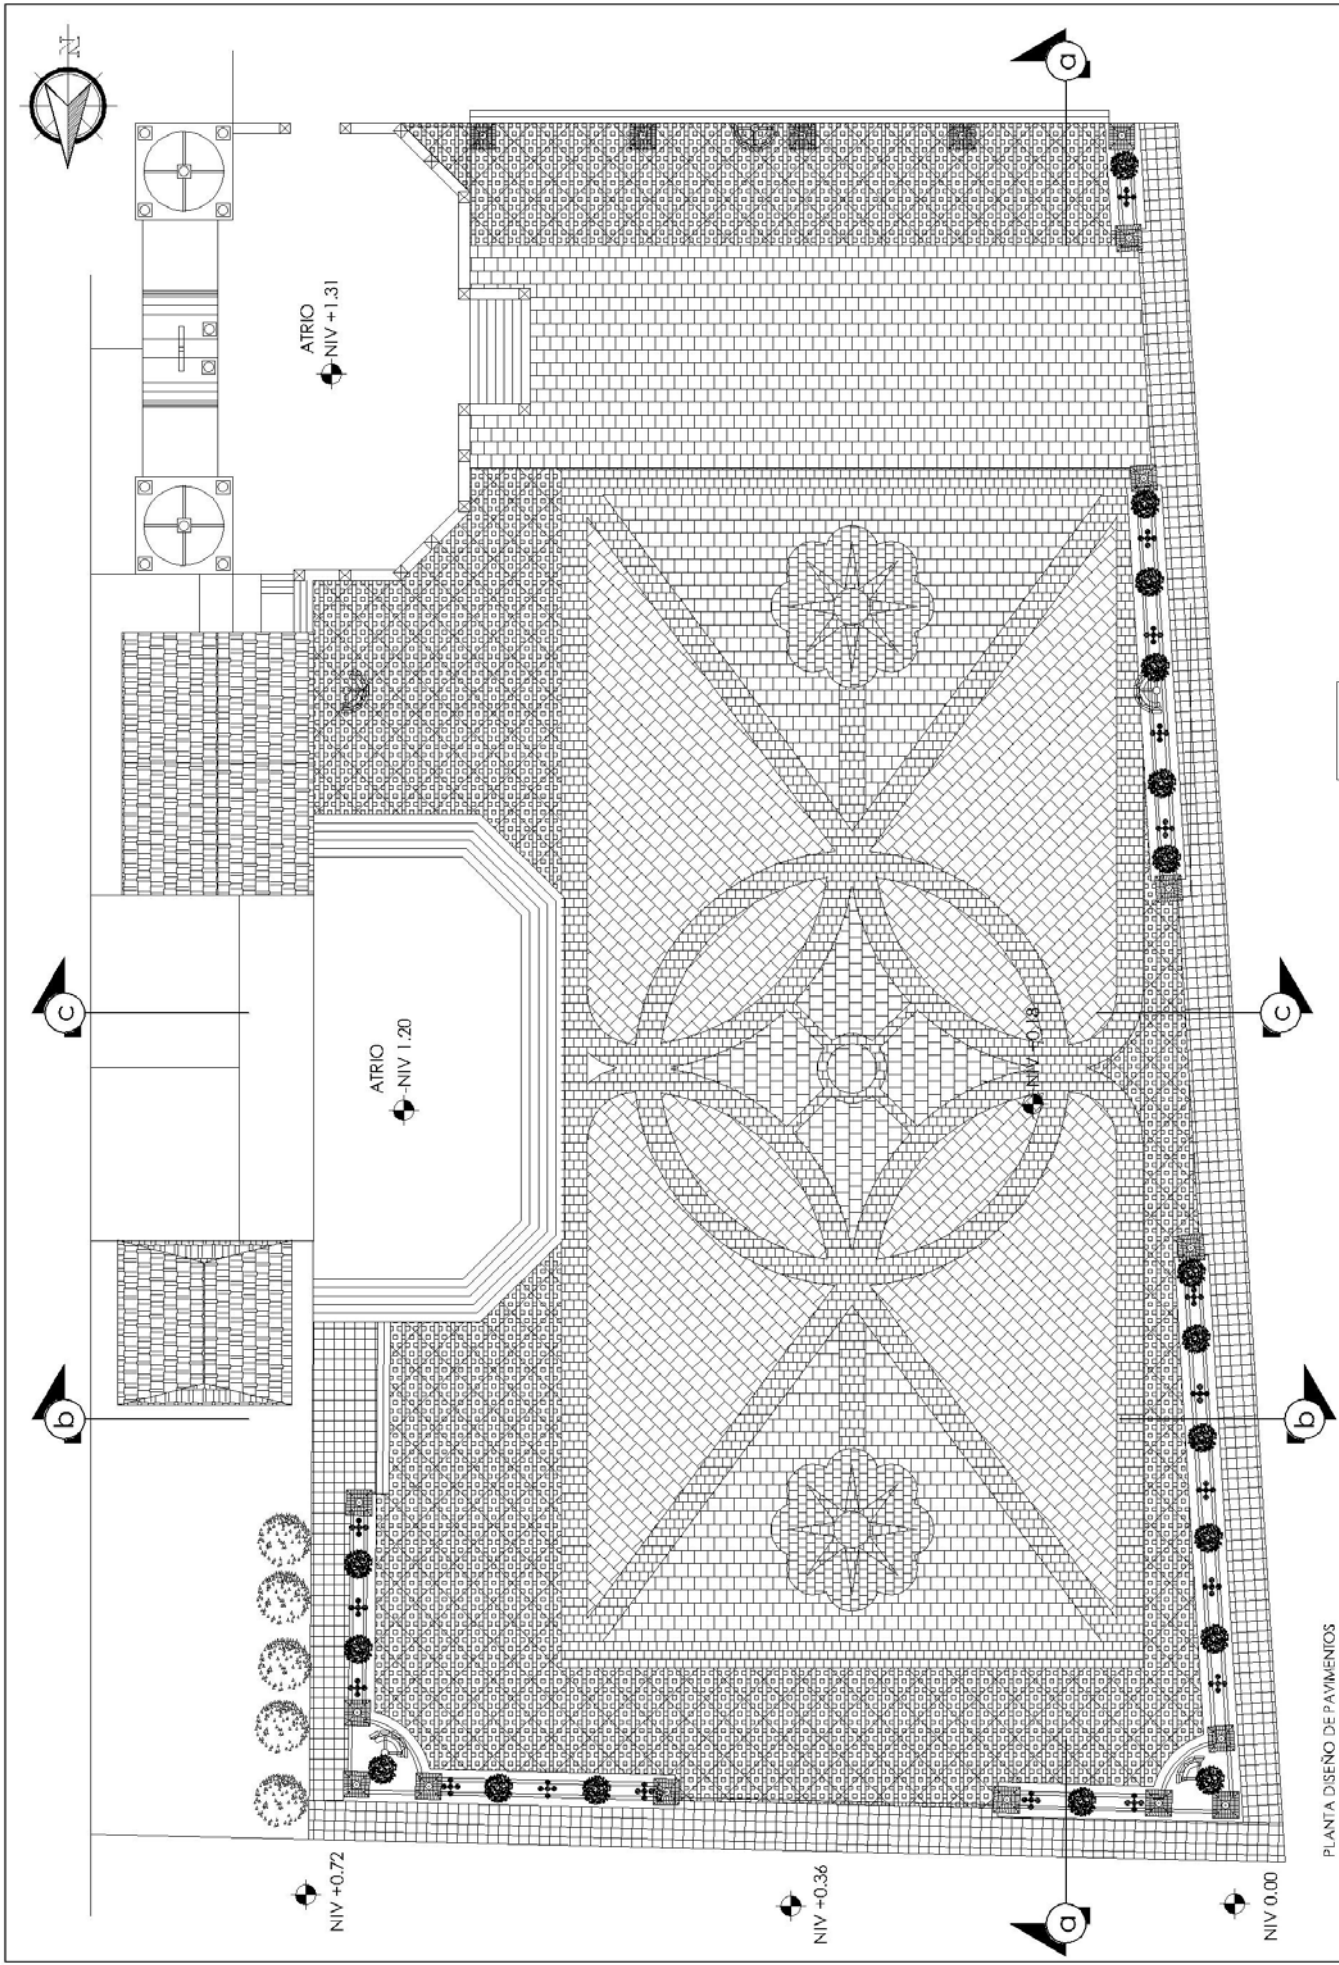 b
c
N
ATRIO
NIV +1.31
NIV +0.72
ATRIO
-NIV 1.20
NIV +0.36
NIV +0.18
a
a
NIV 0.00
c
b
PLANTA DISEÑO DE PAVIMENTOS